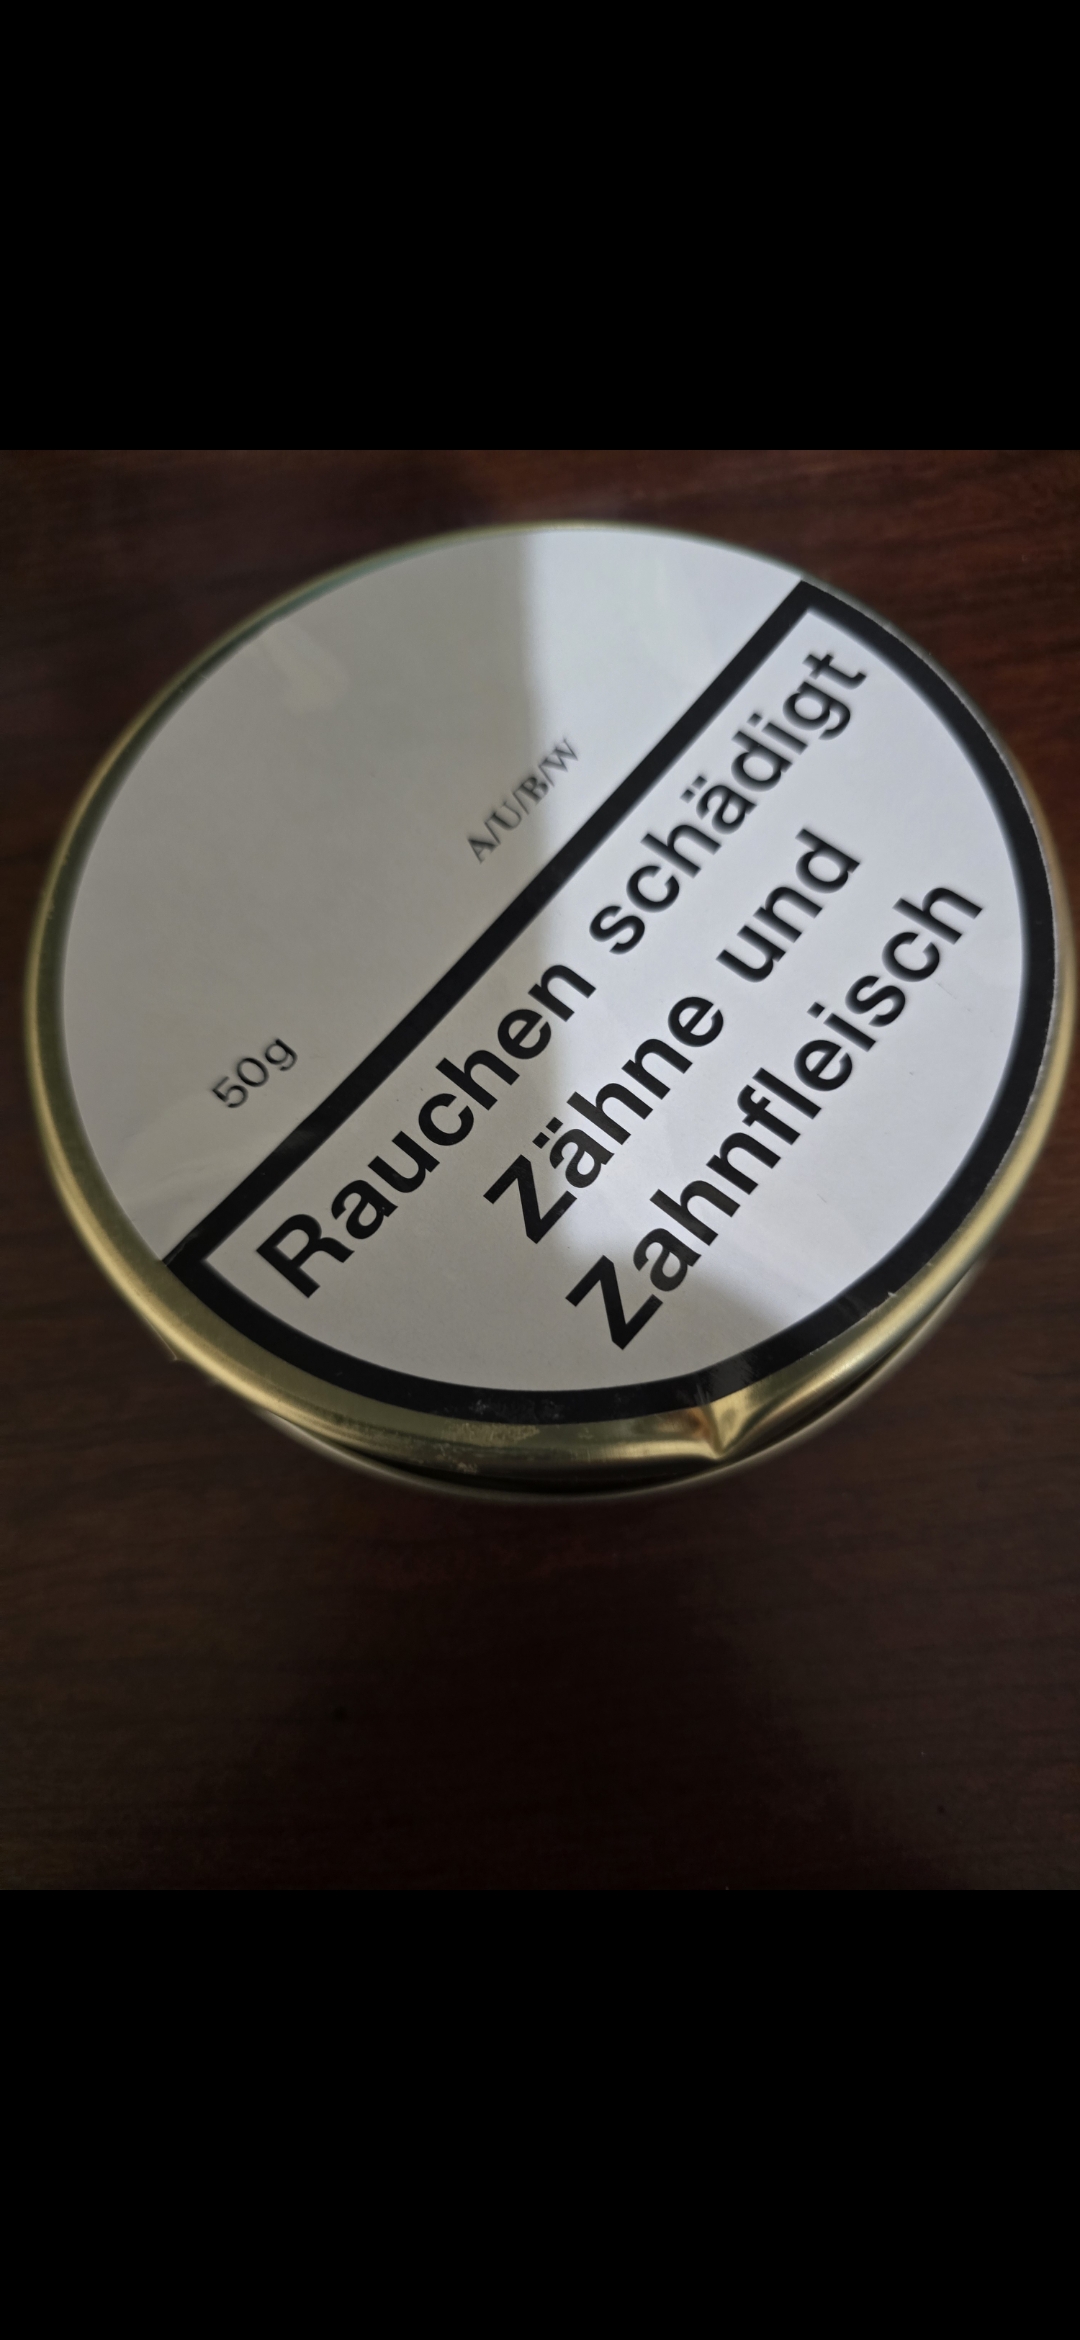 A/U/B/W
50g
Rauchen schädigt
Zähne und
Zahnfleisch